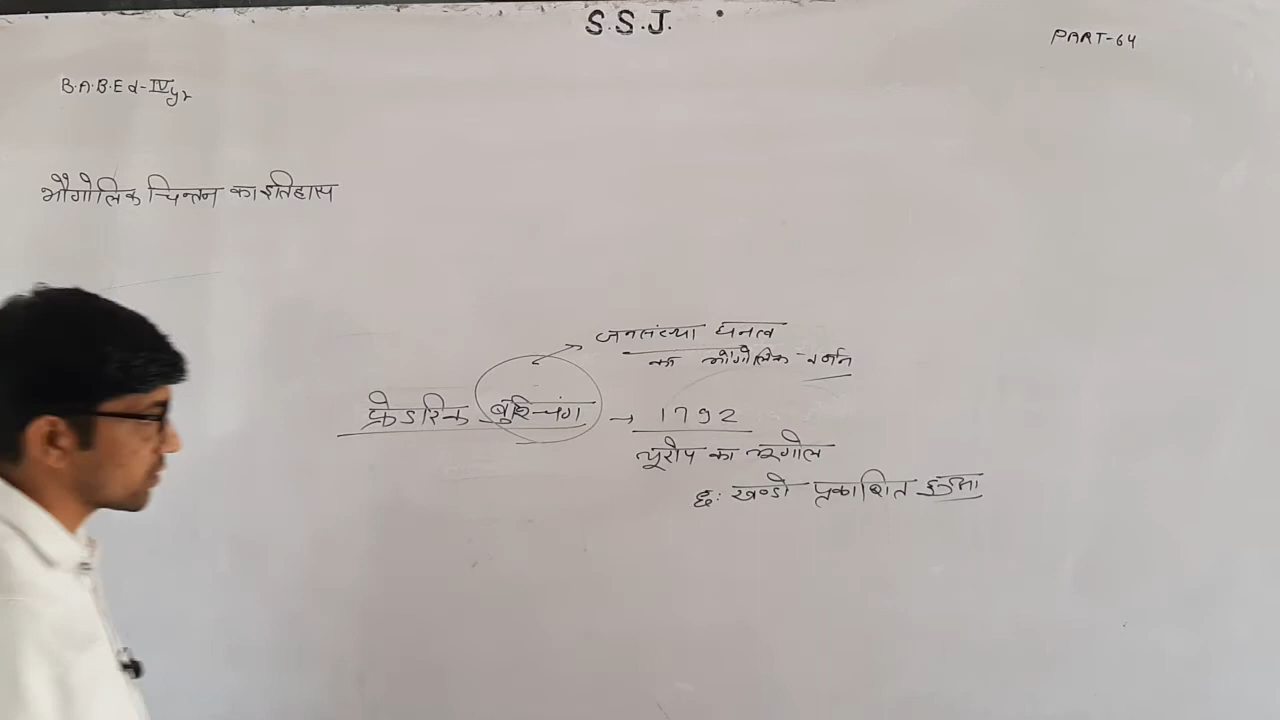 S.S.J.
PART-64
B.A.B.Ed-IVyr
भौगोलिक चिन्तन का इतिहास
जनसंख्या घनत्व
का भौगोलिक वर्णन
फ्रेडरिक बुशिंग → 1792
यूरोप का भूगोल
छः खण्डो प्रकाशित हुआ